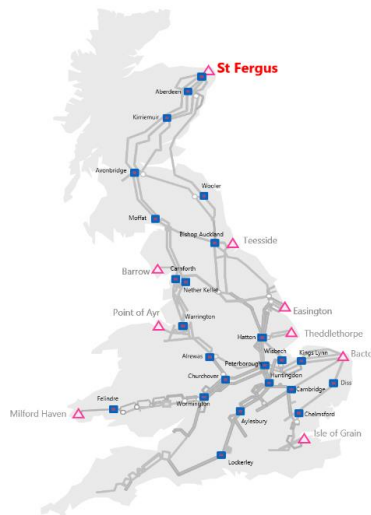 St Fergus
Aberdeen
Kirriemuir
Avonbridge
Wooler
Moffat
Bishop Auckland
Teesside
Barrow
Carnforth
Nether Kellet
Easington
Point of Ayr
Warrington
Hatton
Theddlethorpe
Alrewas
Wisbech
Kings Lynn
Peterborough
Bacto
Churchover
Huntingdon
Diss
Felindre
Cambridge
Wormington
Milford Haven
Aylesbury
Chelmsford
Isle of Grain
Lockerley